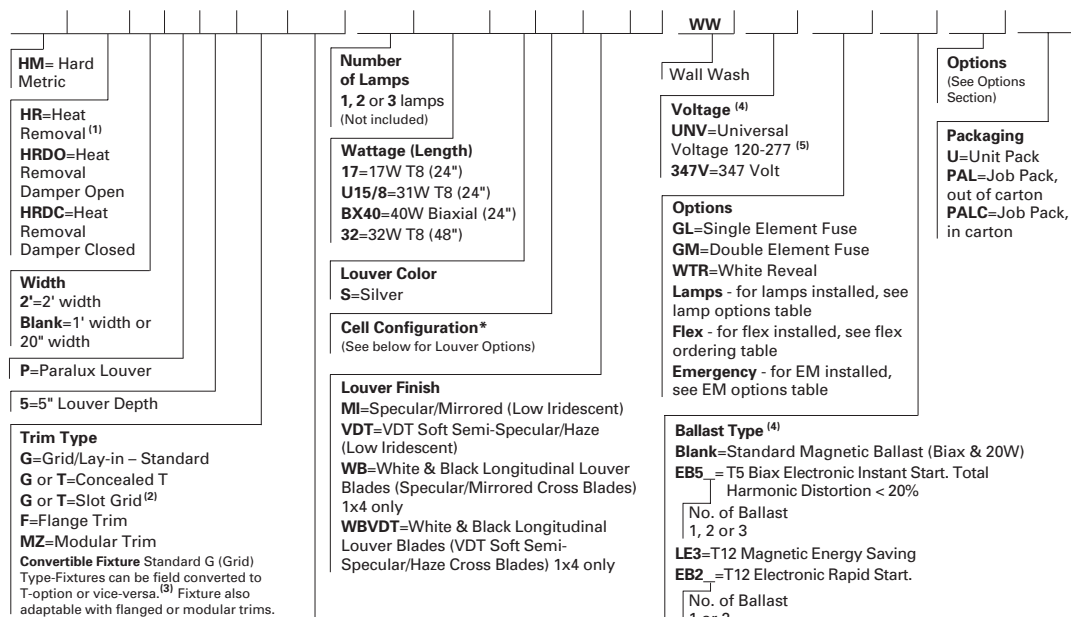 WW
HM= Hard
Metric
HR=Heat
Removal (1)
HRDO=Heat
Removal
Damper Open
HRDC=Heat
Removal
Damper Closed
Width
2'=2' width
Blank=1' width or
20" width
P=Paralux Louver
5=5" Louver Depth
Trim Type
G=Grid/Lay-in – Standard
G or T=Concealed T
G or T=Slot Grid (2)
F=Flange Trim
MZ=Modular Trim
Convertible Fixture Standard G (Grid)
Type-Fixtures can be field converted to
T-option or vice-versa.(3) Fixture also
adaptable with flanged or modular trims.
Number
of Lamps
1, 2 or 3 lamps
(Not included)
Wattage (Length)
17=17W T8 (24")
U15/8=31W T8 (24")
BX40=40W Biaxial (24")
32=32W T8 (48")
Louver Color
S=Silver
Cell Configuration*
(See below for Louver Options)
Louver Finish
MI=Specular/Mirrored (Low Iridescent)
VDT=VDT Soft Semi-Specular/Haze
(Low Iridescent)
WB=White & Black Longitudinal Louver
Blades (Specular/Mirrored Cross Blades)
1x4 only
WBVDT=White & Black Longitudinal
Louver Blades (VDT Soft Semi-
Specular/Haze Cross Blades) 1x4 only
Wall Wash
Voltage (4)
UNV=Universal
Voltage 120-277 (5)
347V=347 Volt
Options
GL=Single Element Fuse
GM=Double Element Fuse
WTR=White Reveal
Lamps - for lamps installed, see
lamp options table
Flex - for flex installed, see flex
ordering table
Emergency - for EM installed,
see EM options table
Ballast Type (4)
Blank=Standard Magnetic Ballast (Biax & 20W)
EB5_=T5 Biax Electronic Instant Start. Total
Harmonic Distortion < 20%
No. of Ballast
1, 2 or 3
LE3=T12 Magnetic Energy Saving
EB2_=T12 Electronic Rapid Start.
No. of Ballast
1 or 2
Options
(See Options
Section)
Packaging
U=Unit Pack
PAL=Job Pack,
out of carton
PALC=Job Pack,
in carton